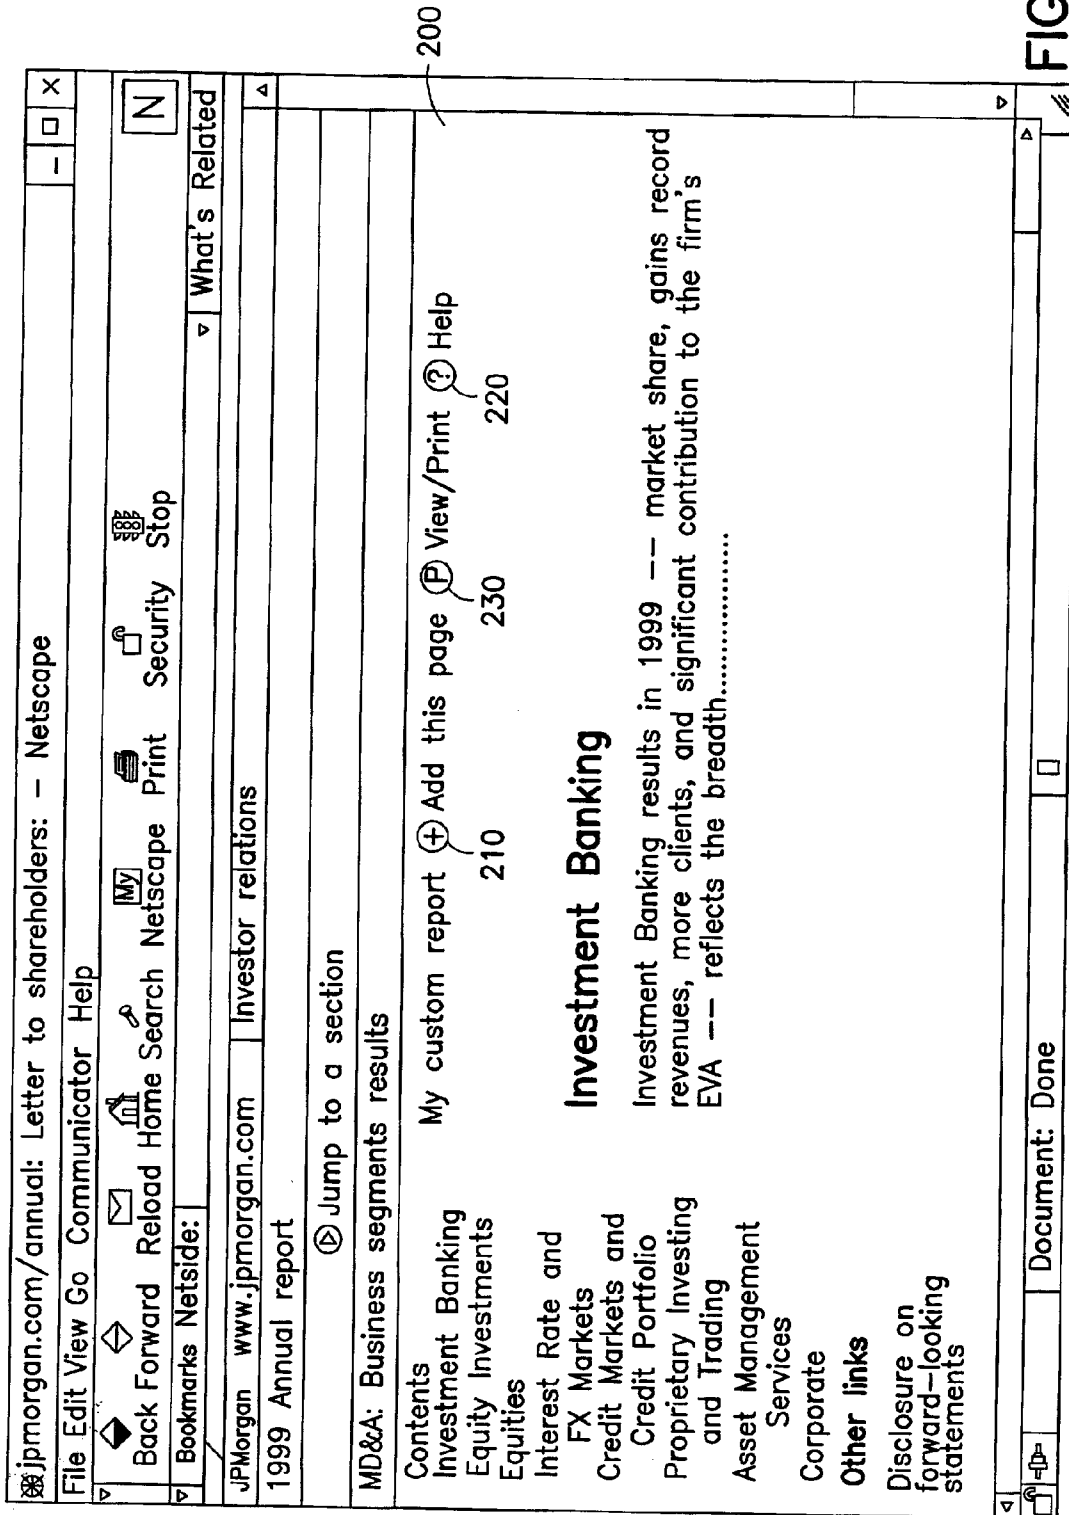 jpmorgan.com/annual: Letter to shareholders: — Netscape
File Edit View Go Communicator Help
My N
Back Forward Reload Home Search Netscape Print Security Stop
Bookmarks Netside: What's Related
JPMorgan www.jpmorgan.com Investor relations
1999 Annual report
Jump to a section
MD&A: Business segments results
200
Contents
Investment Banking
Equity Investments
Equities
Interest Rate and
FX Markets
Credit Markets and
Credit Portfolio
Proprietary Investing
and Trading
Asset Management
Services
Corporate
Other links
Disclosure on
forward—looking
statements
My custom report + Add this page P View/Print ? Help
210 230 220
Investment Banking
Investment Banking results in 1999 —— market share, gains record
revenues, more clients, and significant contribution to the firm's
EVA —— reflects the breadth..................
Document: Done
FIG